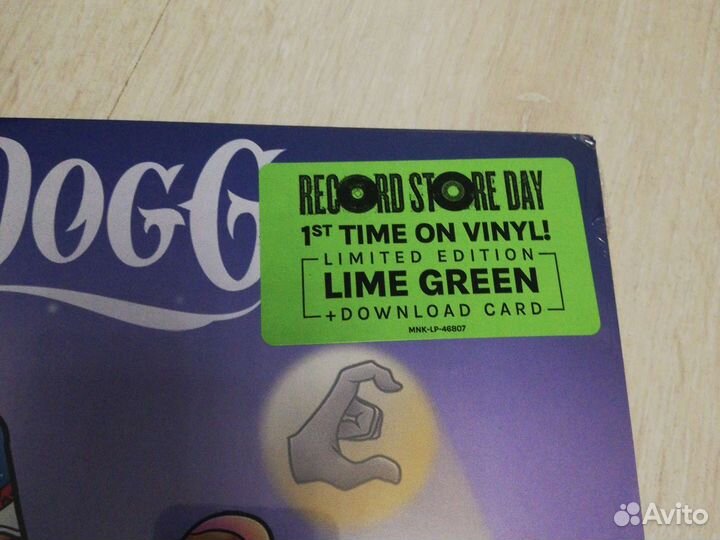 DOGG
RECORD STORE DAY
1ST TIME ON VINYL!
LIMITED EDITION
LIME GREEN
+DOWNLOAD CARD
MNK-LP-46807
Avito